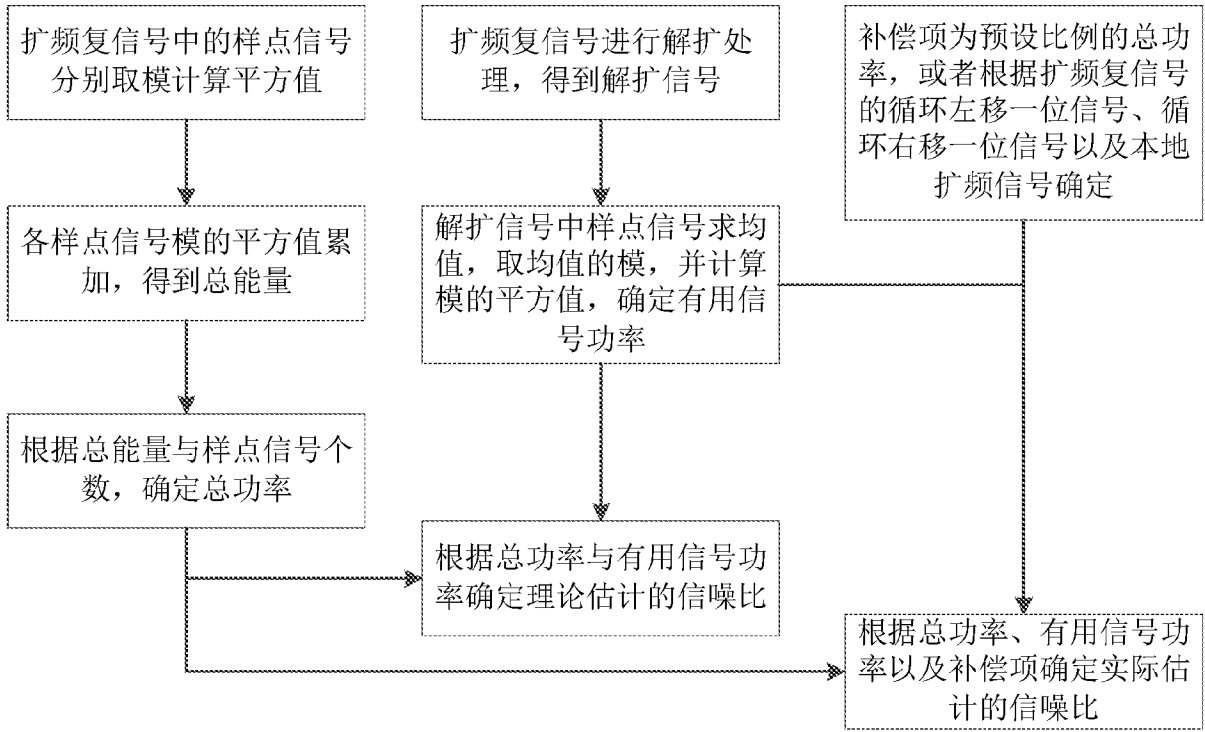 扩频复信号中的样点信号
分别取模计算平方值
各样点信号模的平方值累
加，得到总能量
根据总能量与样点信号个
数，确定总功率
扩频复信号进行解扩处
理，得到解扩信号
解扩信号中样点信号求均
值，取均值的模，并计算
模的平方值，确定有用信
号功率
根据总功率与有用信号功
率确定理论估计的信噪比
补偿项为预设比例的总功
率，或者根据扩频复信号
的循环左移一位信号、循
环右移一位信号以及本地
扩频信号确定
根据总功率、有用信号功
率以及补偿项确定实际估
计的信噪比